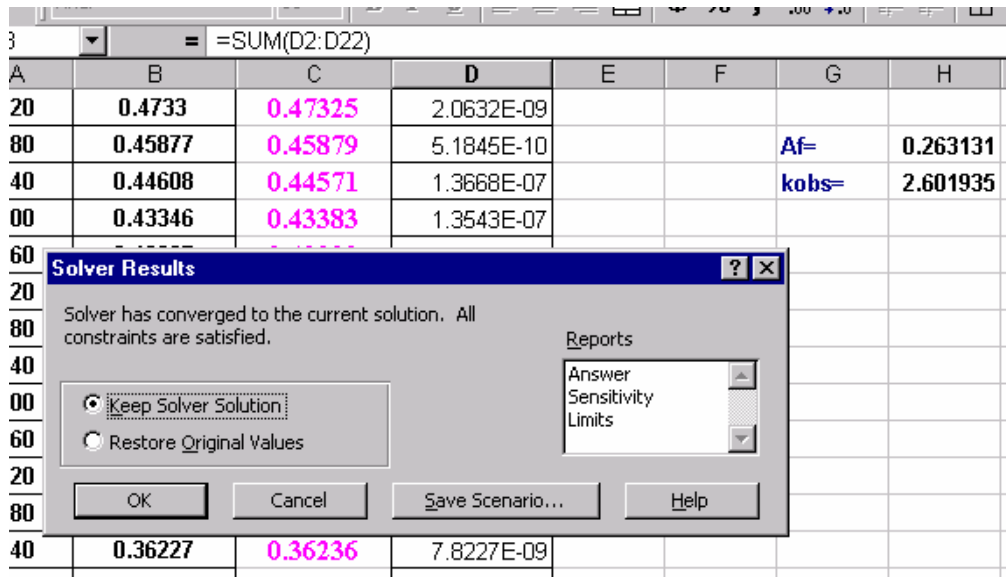 =SUM(D2:D22)
A B C D E F G H
20 0.4733 0.47325 2.0632E-09
80 0.45877 0.45879 5.1845E-10 Af= 0.263131
40 0.44608 0.44571 1.3668E-07 kobs= 2.601935
00 0.43346 0.43383 1.3543E-07
60
20
80
40
00
60
20
80
Solver Results
Solver has converged to the current solution. All
constraints are satisfied.
Reports
Answer
Sensitivity
Limits
Keep Solver Solution
Restore Original Values
OK Cancel Save Scenario... Help
40 0.36227 0.36236 7.8227E-09